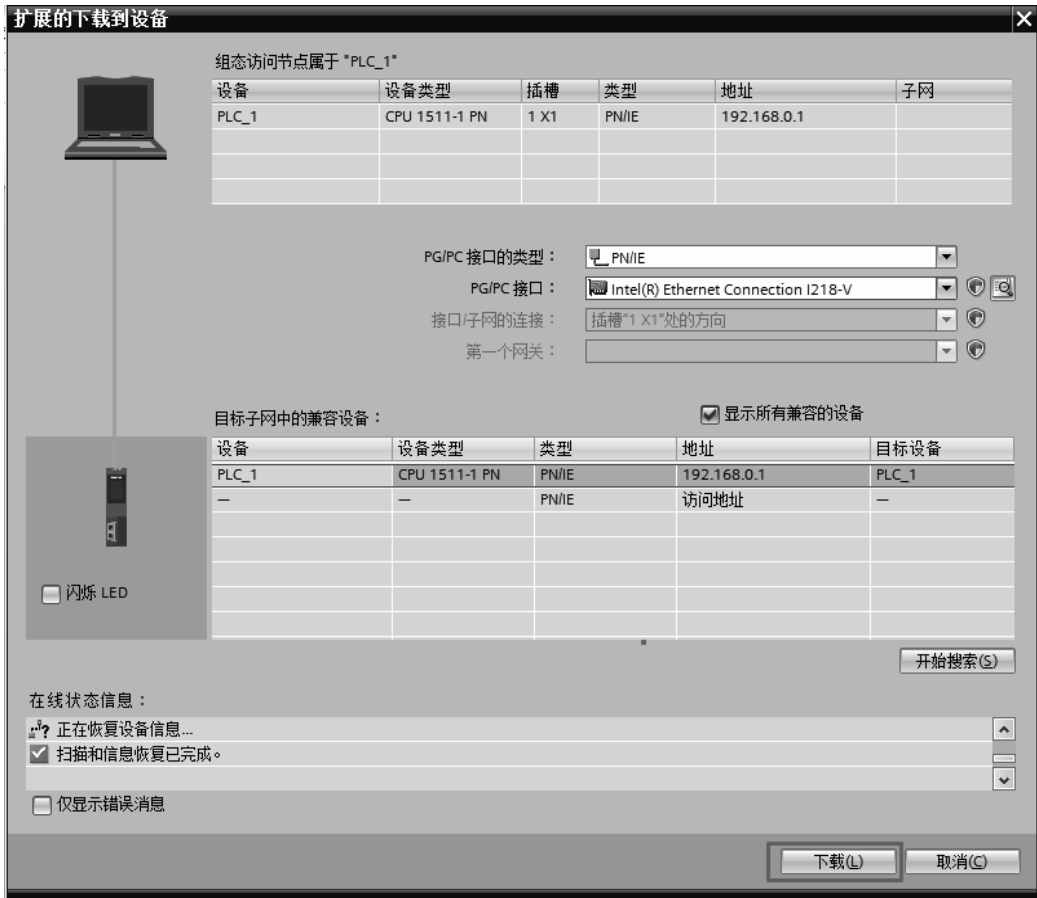 扩展的下载到设备
组态访问节点属于 "PLC_1"
设备 设备类型 插槽 类型 地址 子网
PLC_1 CPU 1511-1 PN 1 X1 PN/IE 192.168.0.1
PG/PC 接口的类型： PN/IE
PG/PC 接口： Intel(R) Ethernet Connection I218-V
接口/子网的连接： 插槽"1 X1"处的方向
第一个网关：
目标子网中的兼容设备： 显示所有兼容的设备
设备 设备类型 类型 地址 目标设备
PLC_1 CPU 1511-1 PN PN/IE 192.168.0.1 PLC_1
— — PN/IE 访问地址 —
闪烁 LED
开始搜索(S)
在线状态信息：
正在恢复设备信息...
扫描和信息恢复已完成。
仅显示错误消息
下载(L) 取消(C)